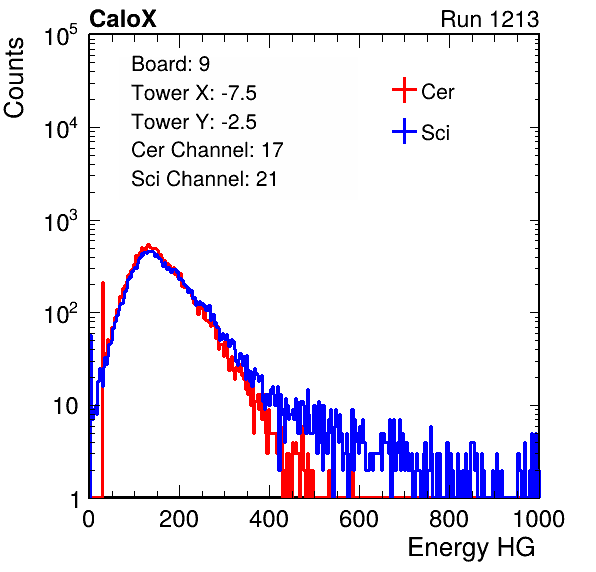 CaloX Run 1213
Counts
Board: 9
Tower X: -7.5
Tower Y: -2.5
Cer Channel: 17
Sci Channel: 21
Cer
Sci
10^5
10^4
10^3
10^2
10
1
0 200 400 600 800 1000
Energy HG